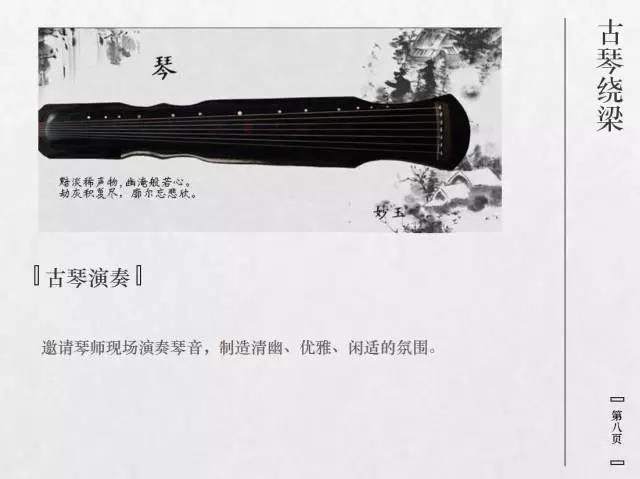 古琴绕梁
琴
黯淡稀声物，幽淹般若心。
劫灰积复尽，廓尔忘悲欣。
妙玉
古琴演奏
邀请琴师现场演奏琴音，制造清幽、优雅、闲适的氛围。
第八页